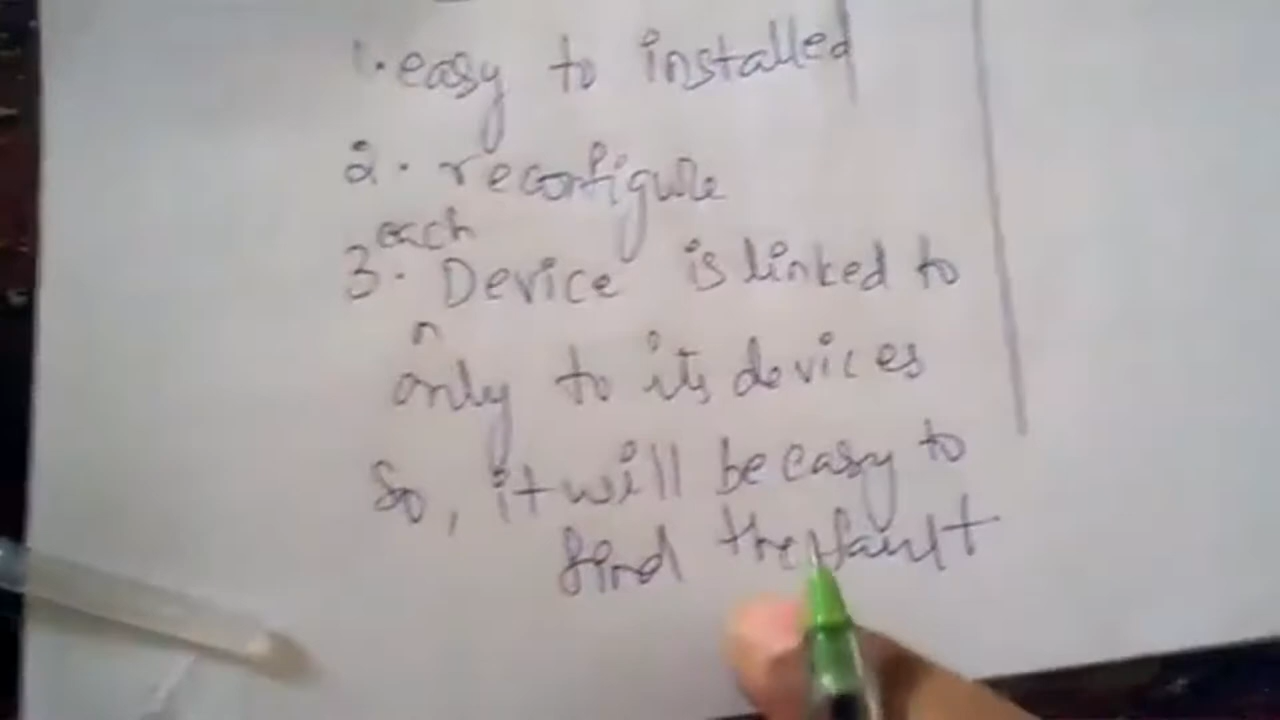 1. easy to installed
2. reconfigure
each
3. Device is linked to
n
only to its devices
So, it will be easy to
find the fault